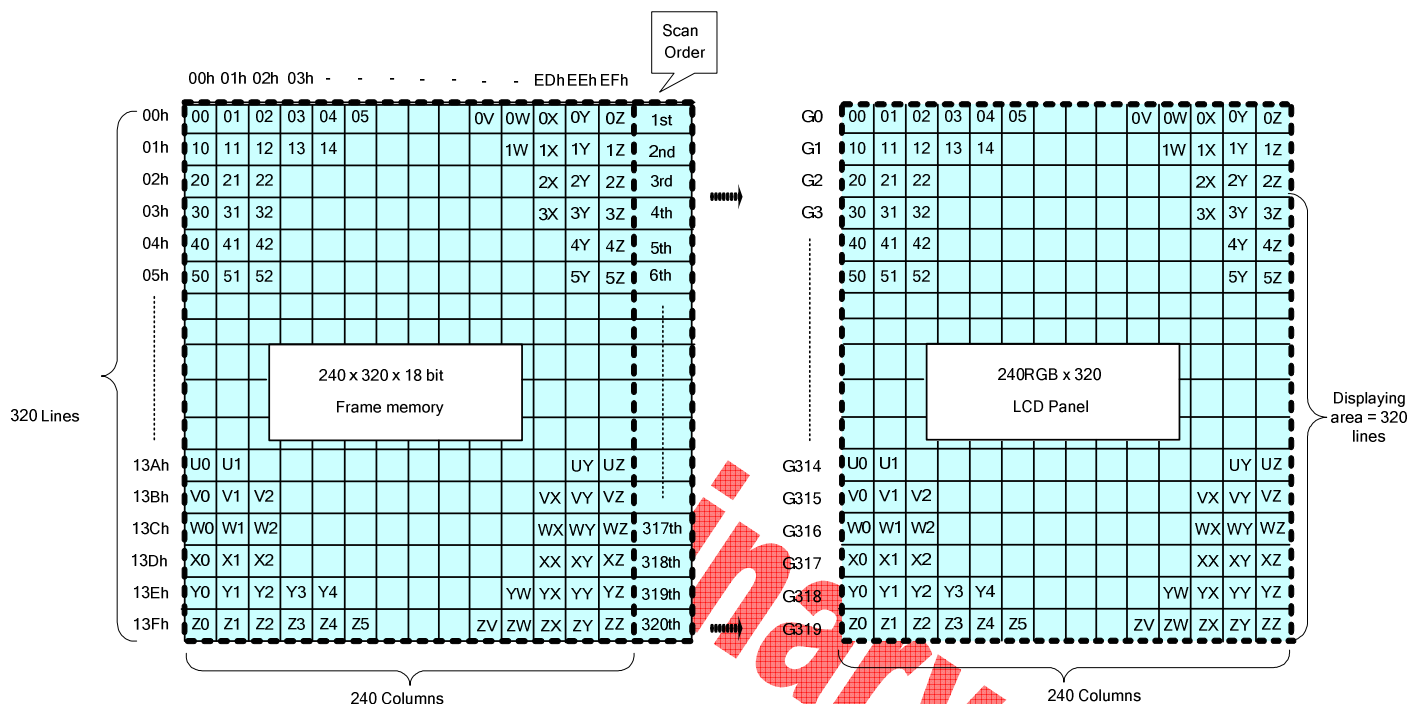 Scan
Order
00h 01h 02h 03h - - - - - - EDh EEh EFh
00h 00 01 02 03 04 05 0V 0W 0X 0Y 0Z 1st G0 00 01 02 03 04 05 0V 0W 0X 0Y 0Z
01h 10 11 12 13 14 1W 1X 1Y 1Z 2nd G1 10 11 12 13 14 1W 1X 1Y 1Z
02h 20 21 22 2X 2Y 2Z 3rd G2 20 21 22 2X 2Y 2Z
03h 30 31 32 3X 3Y 3Z 4th G3 30 31 32 3X 3Y 3Z
04h 40 41 42 4Y 4Z 5th 40 41 42 4Y 4Z
05h 50 51 52 5Y 5Z 6th 50 51 52 5Y 5Z
240 x 320 x 18 bit
Frame memory
240RGB x 320
LCD Panel
320 Lines
Displaying
area = 320
lines
13Ah U0 U1 UY UZ G314 U0 U1 UY UZ
13Bh V0 V1 V2 VX VY VZ G315 V0 V1 V2 VX VY VZ
13Ch W0 W1 W2 WX WY WZ 317th G316 W0 W1 W2 WX WY WZ
13Dh X0 X1 X2 XX XY XZ 318th G317 X0 X1 X2 XX XY XZ
13Eh Y0 Y1 Y2 Y3 Y4 YW YX YY YZ 319th G318 Y0 Y1 Y2 Y3 Y4 YW YX YY YZ
13Fh Z0 Z1 Z2 Z3 Z4 Z5 ZV ZW ZX ZY ZZ 320th G319 Z0 Z1 Z2 Z3 Z4 Z5 ZV ZW ZX ZY ZZ
240 Columns
240 Columns
inary